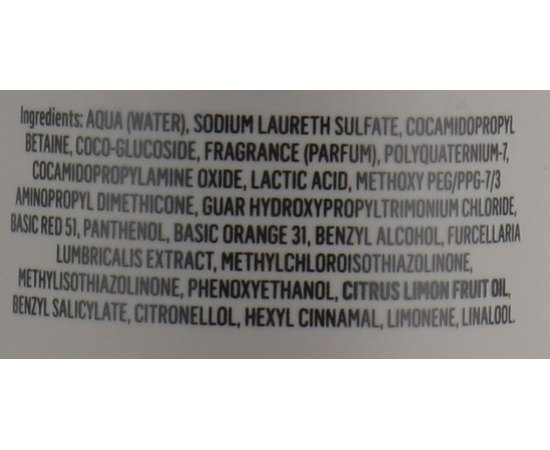 Ingredients: AQUA (WATER), SODIUM LAURETH SULFATE, COCAMIDOPROPYL
BETAINE, COCO-GLUCOSIDE, FRAGRANCE (PARFUM), POLYQUATERNIUM-7,
COCAMIDOPROPYLAMINE OXIDE, LACTIC ACID, METHOXY PEG/PPG-7/3
AMINOPROPYL DIMETHICONE, GUAR HYDROXYPROPYLTRIMONIUM CHLORIDE,
BASIC RED 51, PANTHENOL, BASIC ORANGE 31, BENZYL ALCOHOL, FURCELLARIA
LUMBRICALIS EXTRACT, METHYLCHLOROISOTHIAZOLINONE,
METHYLISOTHIAZOLINONE, PHENOXYETHANOL, CITRUS LIMON FRUIT OIL,
BENZYL SALICYLATE, CITRONELLOL, HEXYL CINNAMAL, LIMONENE, LINALOOL.